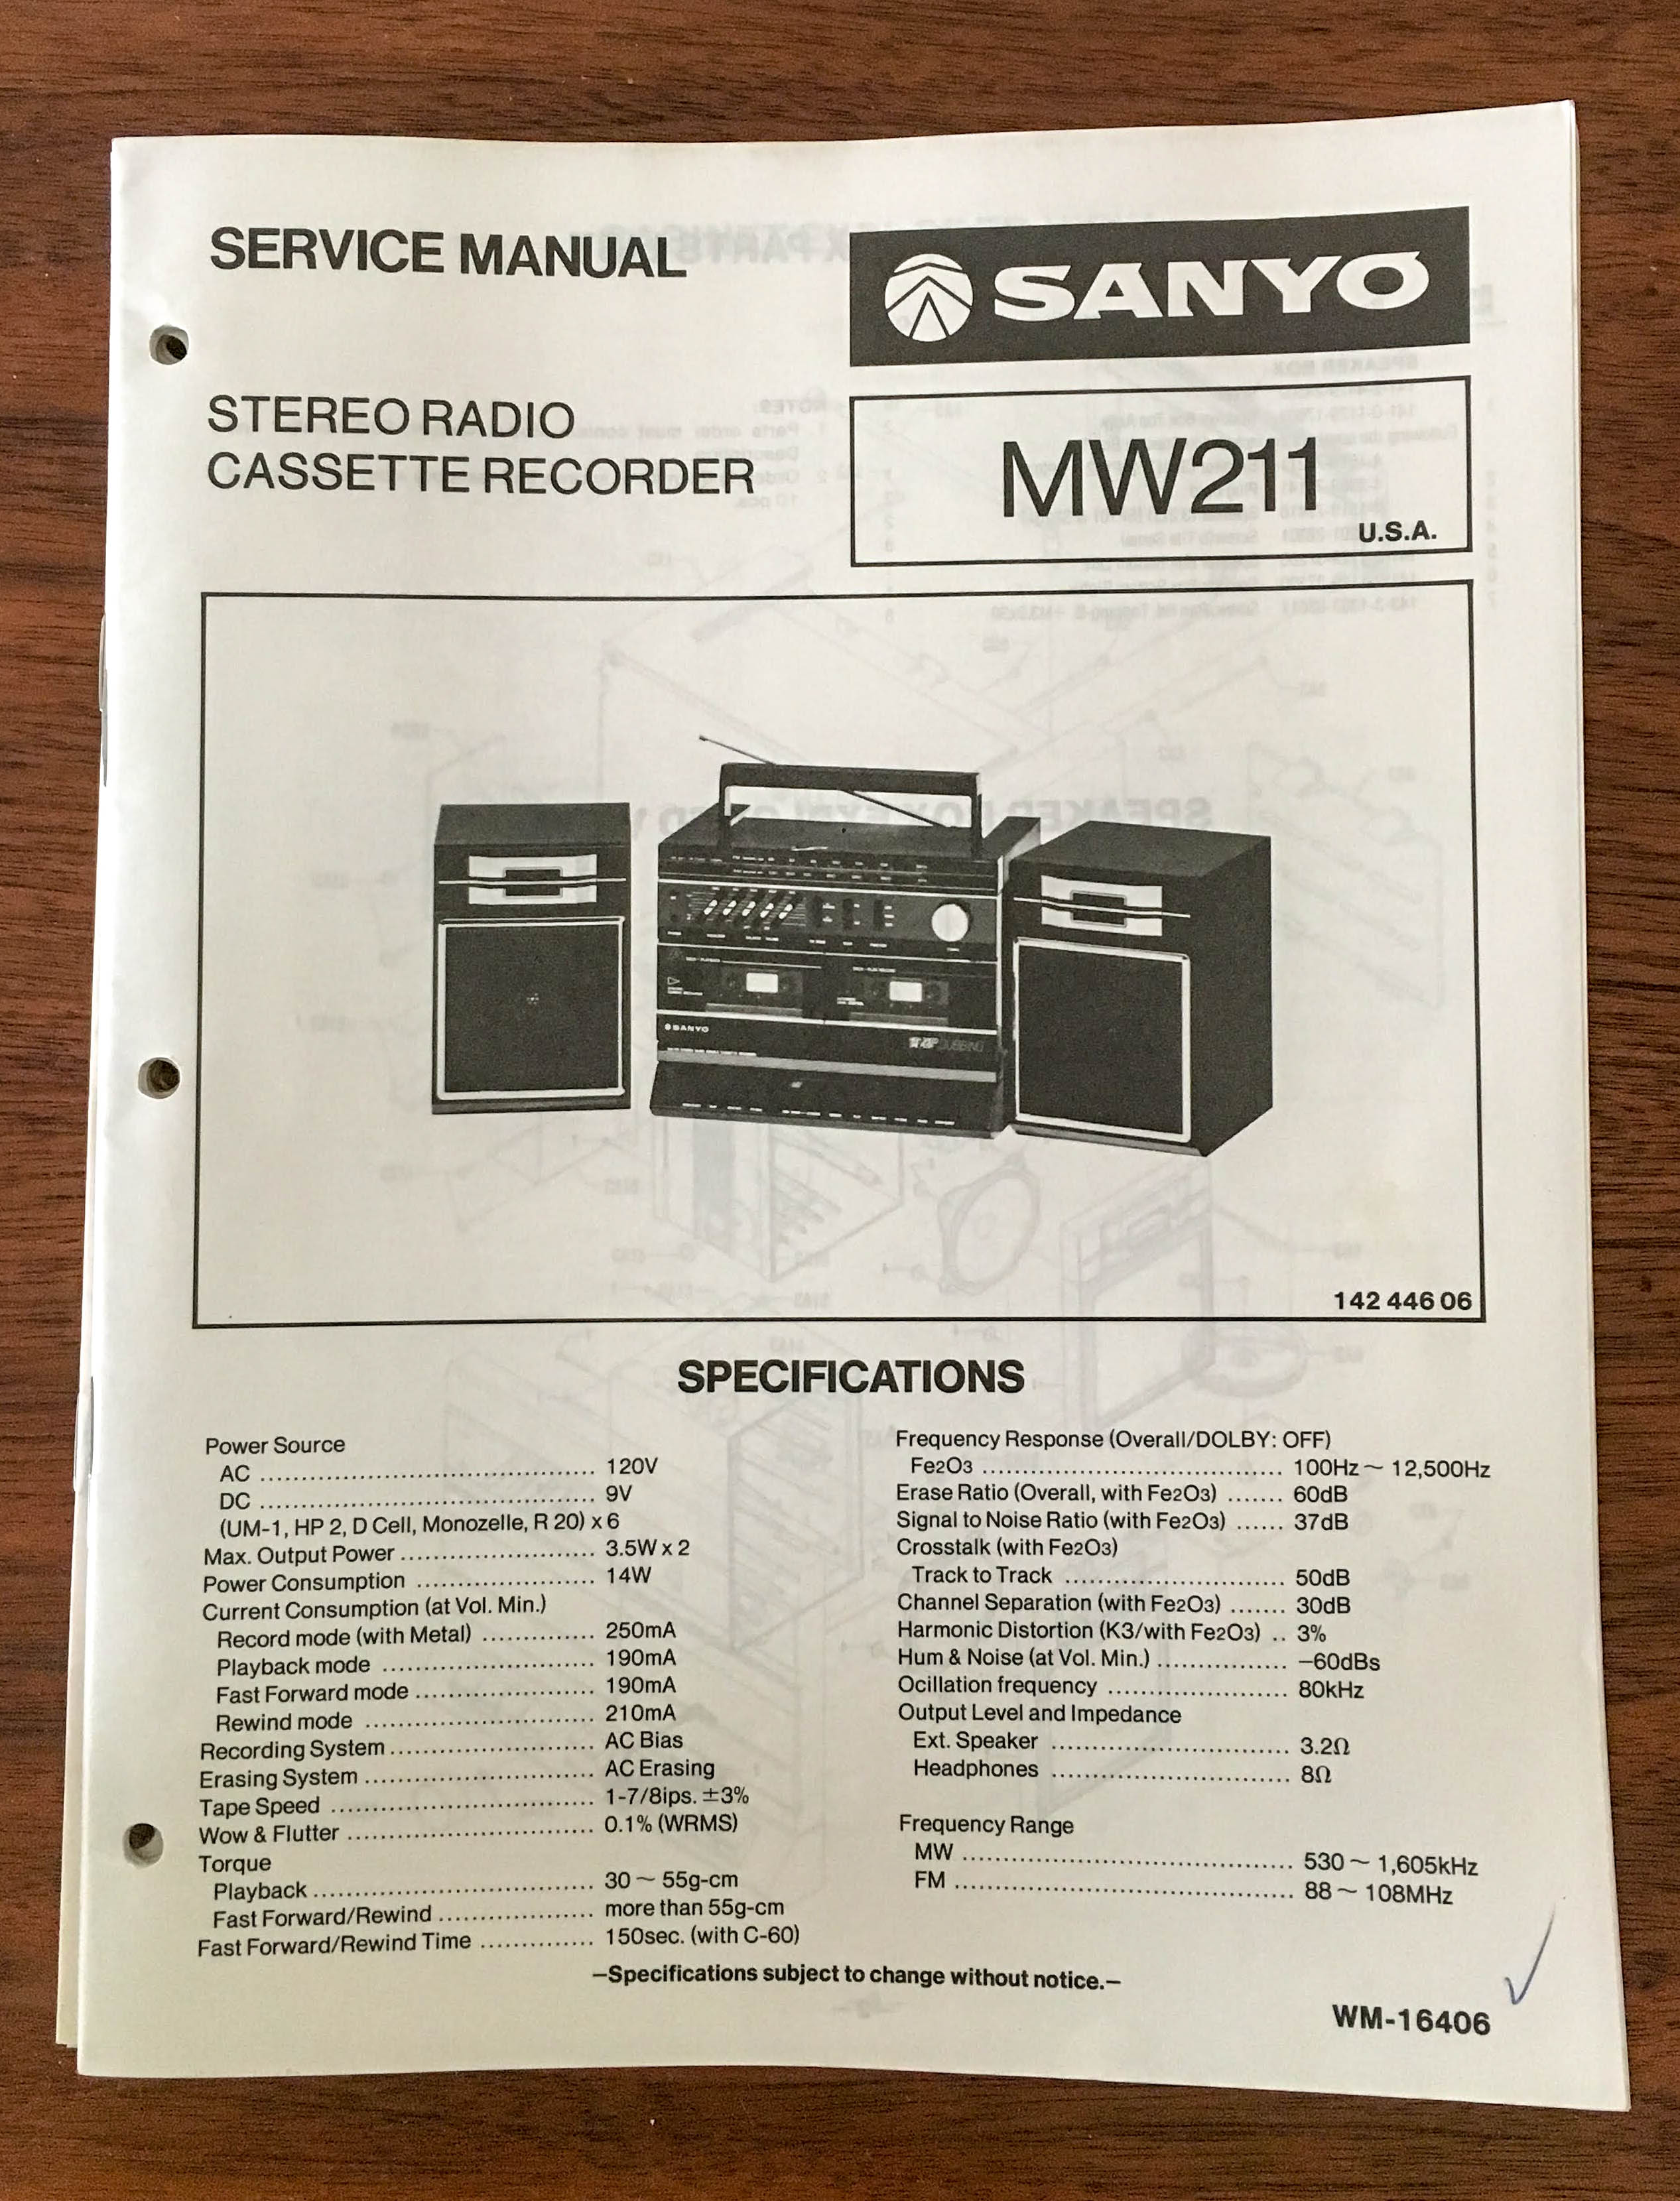 SERVICE MANUAL
SANYO
STEREO RADIO
CASSETTE RECORDER
MW211
U.S.A.
SANYO
DUBBING
142 446 06
SPECIFICATIONS
Power Source
AC ........................................ 120V
DC ........................................ 9V
(UM-1, HP 2, D Cell, Monozelle, R 20) x 6
Max. Output Power ........................ 3.5W x 2
Power Consumption ...................... 14W
Current Consumption (at Vol. Min.)
Record mode (with Metal) .............. 250mA
Playback mode .......................... 190mA
Fast Forward mode ...................... 190mA
Rewind mode ............................ 210mA
Recording System ......................... AC Bias
Erasing System ............................ AC Erasing
Tape Speed ................................ 1-7/8ips. ±3%
Wow & Flutter .............................. 0.1% (WRMS)
Torque
Playback .................................. 30 ~ 55g-cm
Fast Forward/Rewind ................... more than 55g-cm
Fast Forward/Rewind Time .............. 150sec. (with C-60)
Frequency Response (Overall/DOLBY: OFF)
Fe2O3 .................................... 100Hz ~ 12,500Hz
Erase Ratio (Overall, with Fe2O3) ....... 60dB
Signal to Noise Ratio (with Fe2O3) ...... 37dB
Crosstalk (with Fe2O3)
Track to Track ........................... 50dB
Channel Separation (with Fe2O3) ....... 30dB
Harmonic Distortion (K3/with Fe2O3) .. 3%
Hum & Noise (at Vol. Min.) ................ –60dBs
Ocillation frequency ...................... 80kHz
Output Level and Impedance
Ext. Speaker ............................. 3.2Ω
Headphones ............................. 8Ω
Frequency Range
MW ........................................ 530 ~ 1,605kHz
FM ......................................... 88 ~ 108MHz
–Specifications subject to change without notice.–
WM-16406